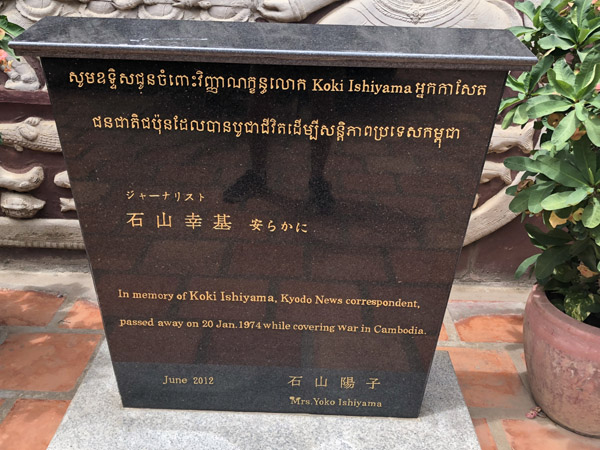 សូមឧទ្ទិសជូនចំពោះវិញ្ញាណក្ខន្ធលោក Koki Ishiyama អ្នកកាសែត
ជនជាតិជប៉ុនដែលបានបូជាជីវិតដើម្បីសន្តិភាពប្រទេសកម្ពុជា
ジャーナリスト
石山幸基 安らかに
In memory of Koki Ishiyama, Kyodo News correspondent,
passed away on 20 Jan.1974 while covering war in Cambodia.
June 2012 石山陽子
Mrs.Yoko Ishiyama